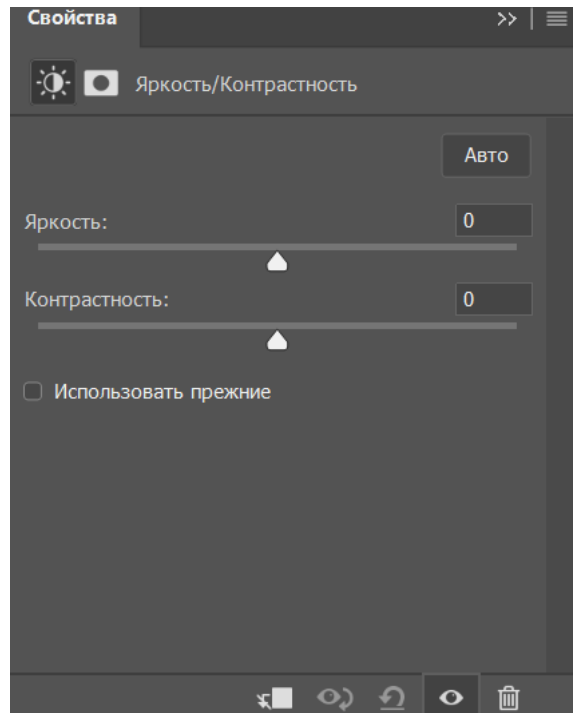 Свойства
Яркость/Контрастность
Авто
Яркость: 0
Контрастность: 0
Использовать прежние